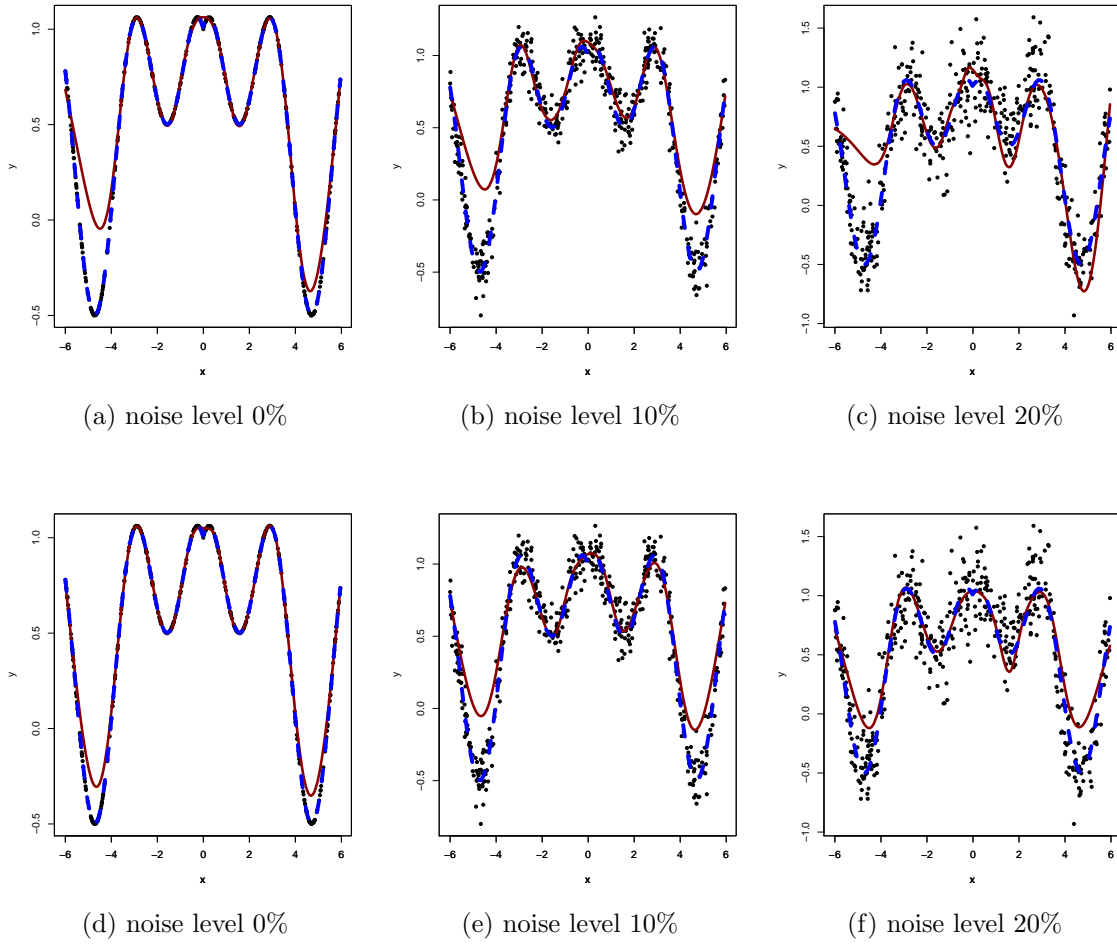 1.0
0.5
0.0
−0.5
y
−6 −4 −2 0 2 4 6
x
(a) noise level 0%
1.0
0.5
0.0
−0.5
y
−6 −4 −2 0 2 4 6
x
(b) noise level 10%
1.5
1.0
0.5
0.0
−0.5
−1.0
y
−6 −4 −2 0 2 4 6
x
(c) noise level 20%
1.0
0.5
0.0
−0.5
y
−6 −4 −2 0 2 4 6
x
(d) noise level 0%
1.0
0.5
0.0
−0.5
y
−6 −4 −2 0 2 4 6
x
(e) noise level 10%
1.5
1.0
0.5
0.0
−0.5
−1.0
y
−6 −4 −2 0 2 4 6
x
(f) noise level 20%